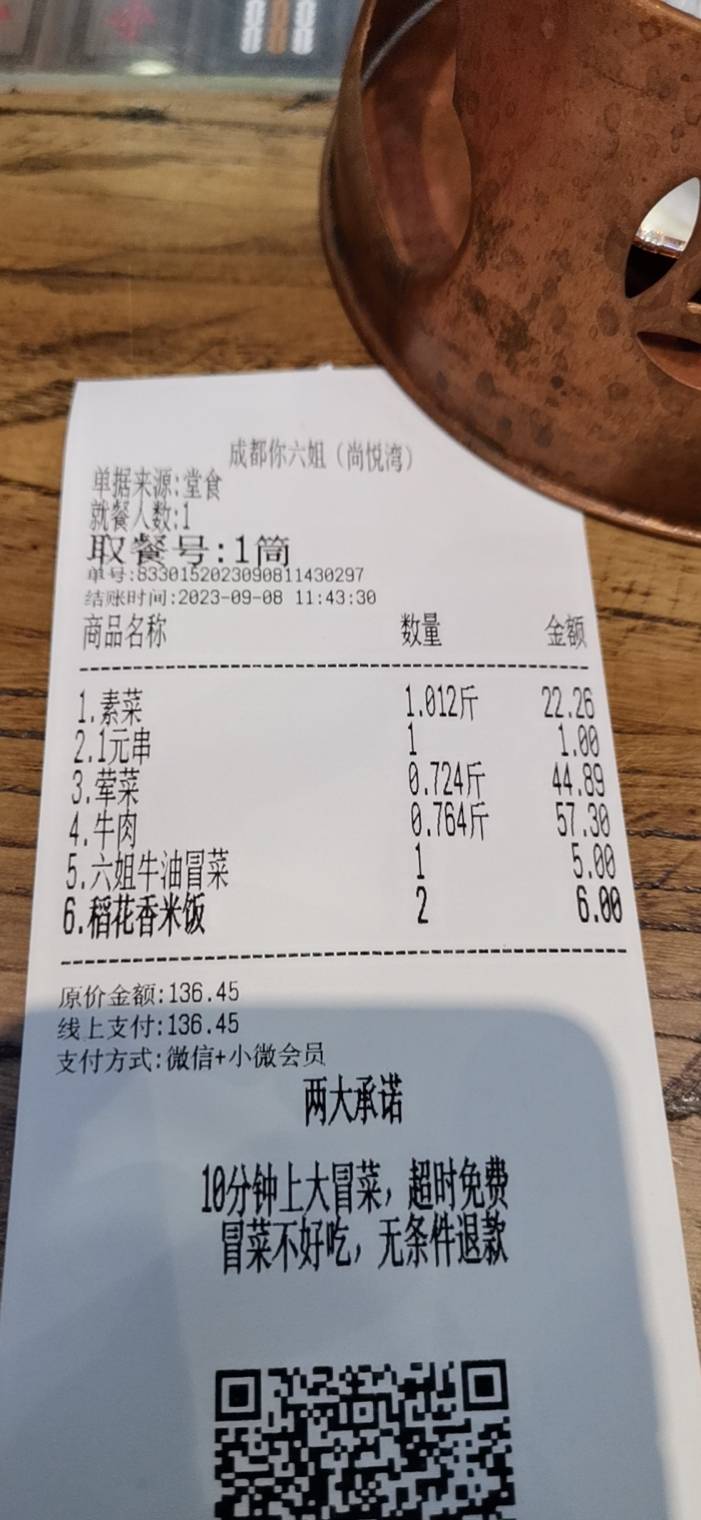 成都你六姐（尚悦湾）
单据来源:堂食
就餐人数:1
取餐号:1筒
单号:8330152023090811430297
结账时间:2023-09-08 11:43:30
商品名称 数量 金额
1.素菜 1.012斤 22.26
2.1元串 1 1.00
3.荤菜 0.724斤 44.89
4.牛肉 0.764斤 57.30
5.六姐牛油冒菜 1 5.00
6.稻花香米饭 2 6.00
原价金额:136.45
线上支付:136.45
支付方式:微信+小微会员
两大承诺
10分钟上大冒菜，超时免费
冒菜不好吃，无条件退款